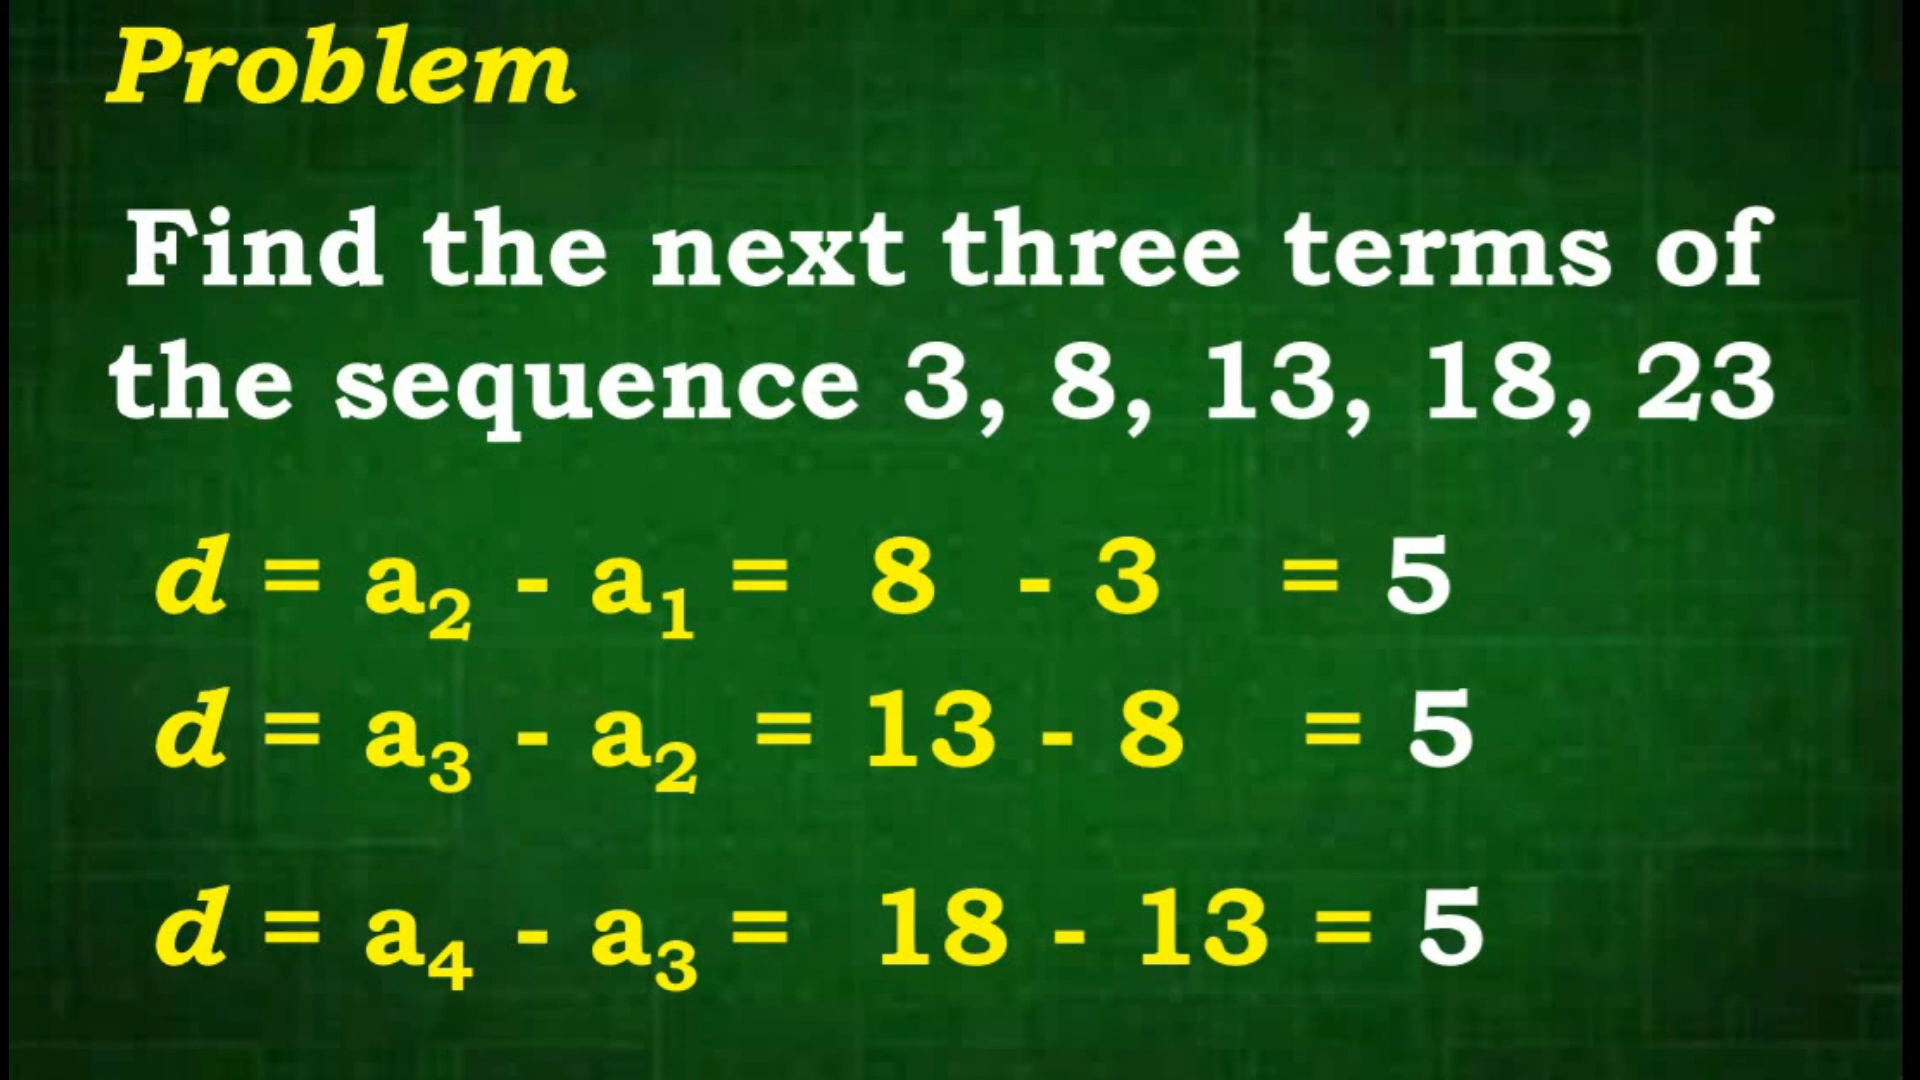 Problem
Find the next three terms of
the sequence 3, 8, 13, 18, 23
d = a₂ - a₁ = 8 - 3 = 5
d = a₃ - a₂ = 13 - 8 = 5
d = a₄ - a₃ = 18 - 13 = 5